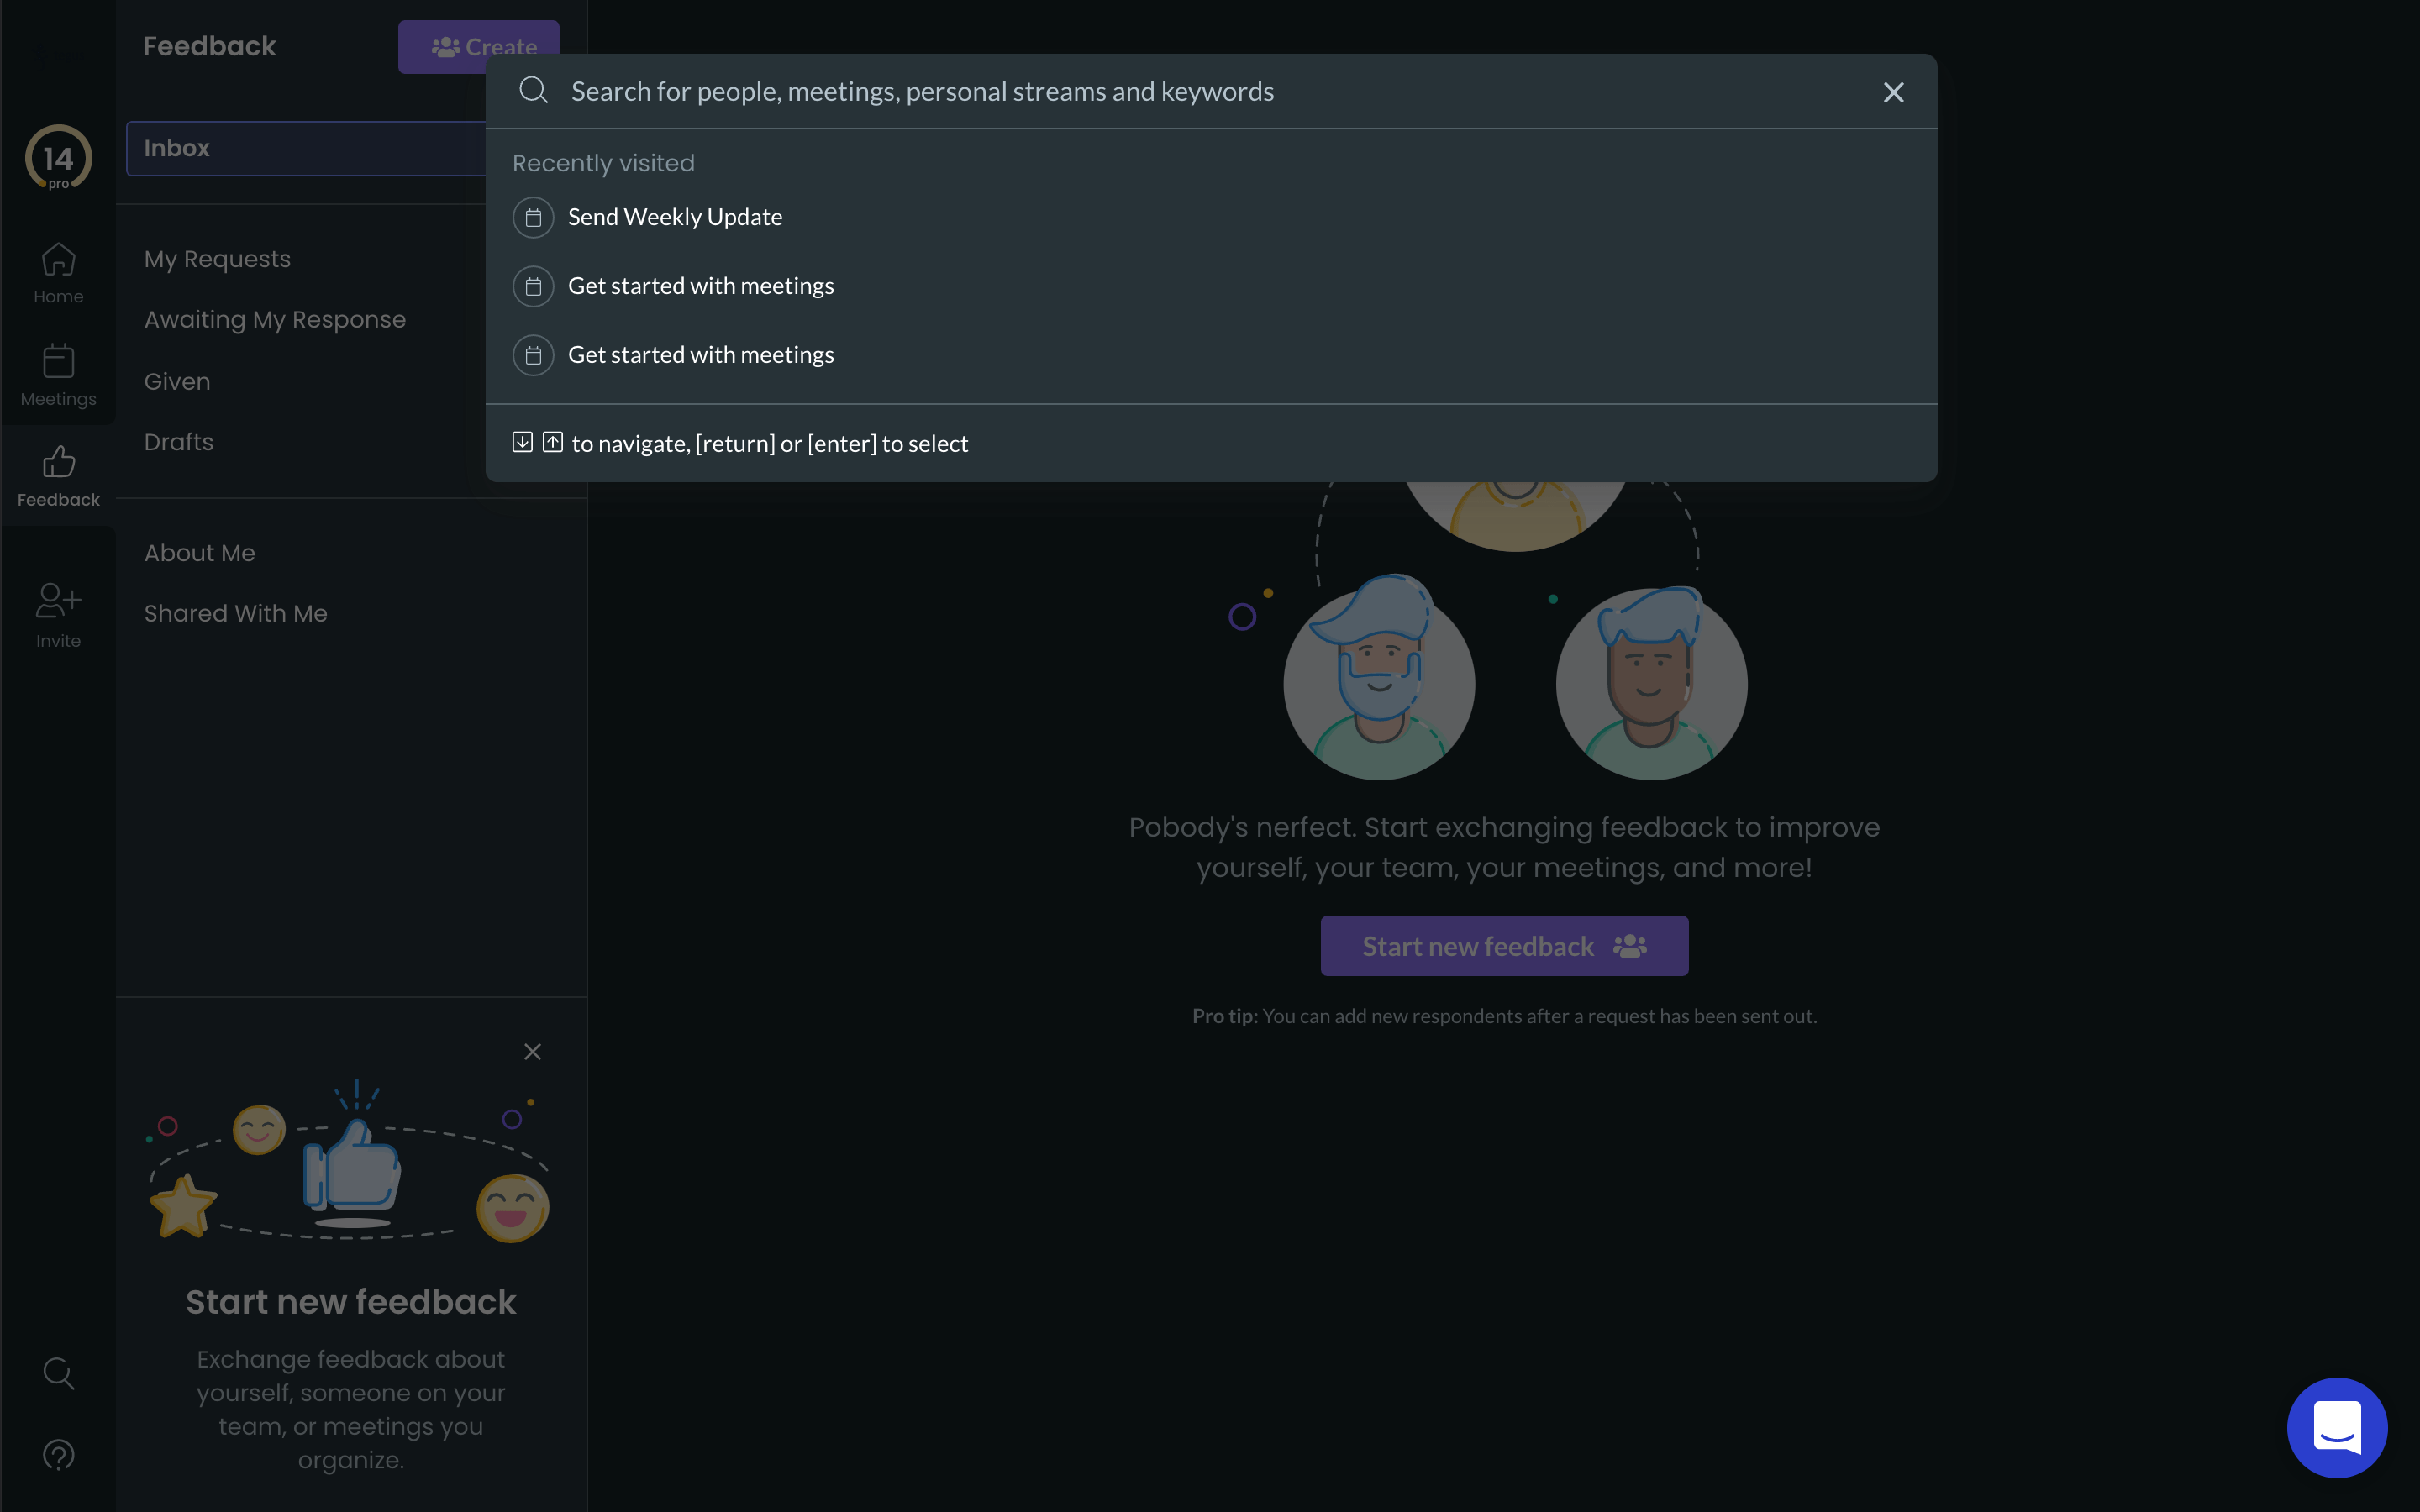 Feedback
Create
Search for people, meetings, personal streams and keywords
Inbox
14
pro
Recently visited
Send Weekly Update
Get started with meetings
Get started with meetings
to navigate, [return] or [enter] to select
My Requests
Awaiting My Response
Given
Drafts
About Me
Shared With Me
Home
Meetings
Feedback
Invite
Pobody's nerfect. Start exchanging feedback to improve
yourself, your team, your meetings, and more!
Start new feedback
Pro tip: You can add new respondents after a request has been sent out.
Start new feedback
Exchange feedback about
yourself, someone on your
team, or meetings you
organize.